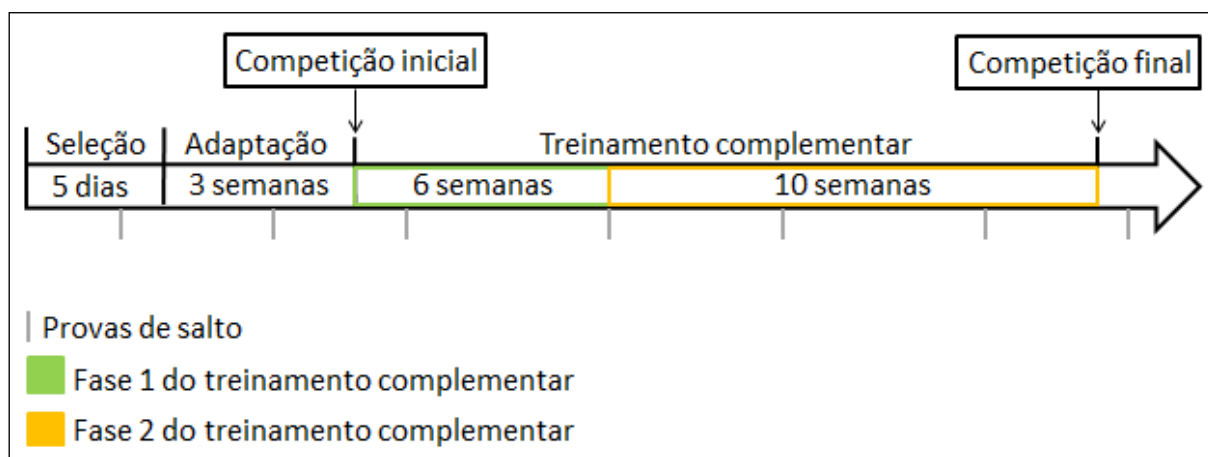 Competição inicial
Competição final
Seleção
Adaptação
Treinamento complementar
5 dias
3 semanas
6 semanas
10 semanas
Provas de salto
Fase 1 do treinamento complementar
Fase 2 do treinamento complementar